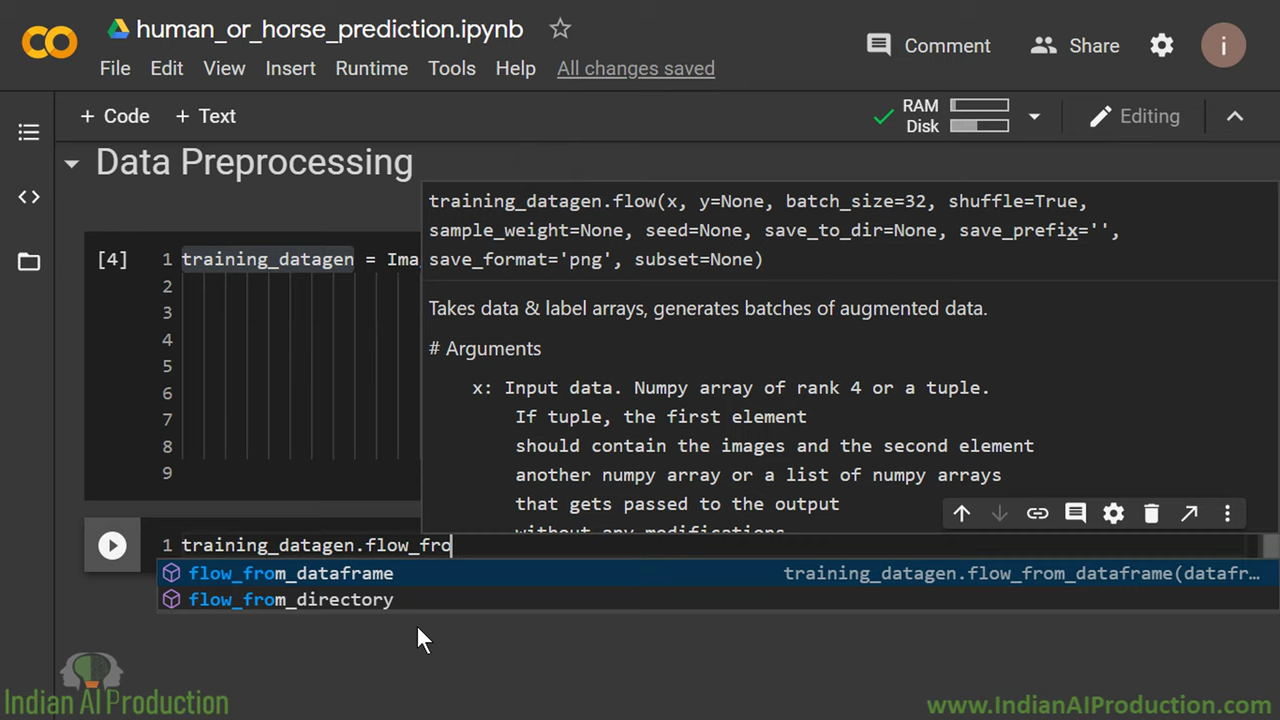 human_or_horse_prediction.ipynb
File Edit View Insert Runtime Tools Help All changes saved
Comment
Share
i
+ Code + Text
RAM
Disk
Editing
Data Preprocessing
training_datagen.flow(x, y=None, batch_size=32, shuffle=True,
sample_weight=None, seed=None, save_to_dir=None, save_prefix='',
save_format='png', subset=None)
[4] 1 training_datagen = Ima
2
3
4
5
6
7
8
9
Takes data & label arrays, generates batches of augmented data.
# Arguments
x: Input data. Numpy array of rank 4 or a tuple.
If tuple, the first element
should contain the images and the second element
another numpy array or a list of numpy arrays
that gets passed to the output
without any modifications
1 training_datagen.flow_fro
flow_from_dataframe training_datagen.flow_from_dataframe(datafr…
flow_from_directory
Indian AI Production
www.IndianAIProduction.com